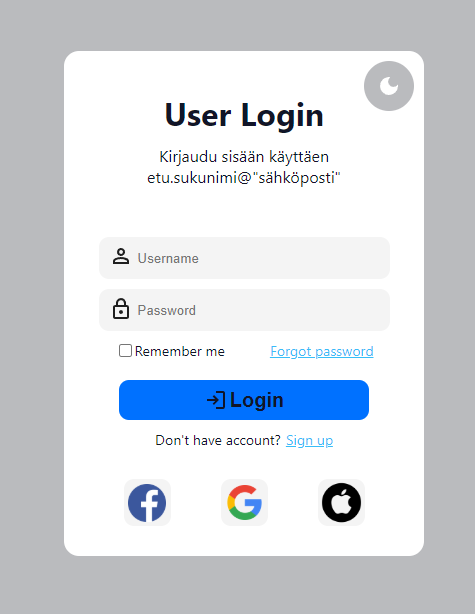 User Login
Kirjaudu sisään käyttäen
etu.sukunimi@"sähköposti"
Username
Password
Remember me Forgot password
Login
Don't have account? Sign up